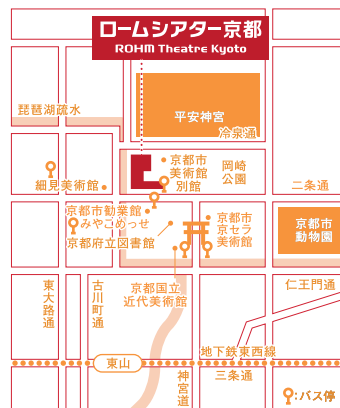 ロームシアター京都
ROHM Theatre Kyoto
平安神宮
琵琶湖疏水
冷泉通
京都市
美術館
別館
岡崎
公園
細見美術館
二条通
京都市勧業館
みやこめっせ
京都府立図書館
京都市
京セラ
美術館
京都市
動物園
京都国立
近代美術館
仁王門通
東大路通
古川町通
地下鉄東西線
東山
三条通
神宮道
:バス停